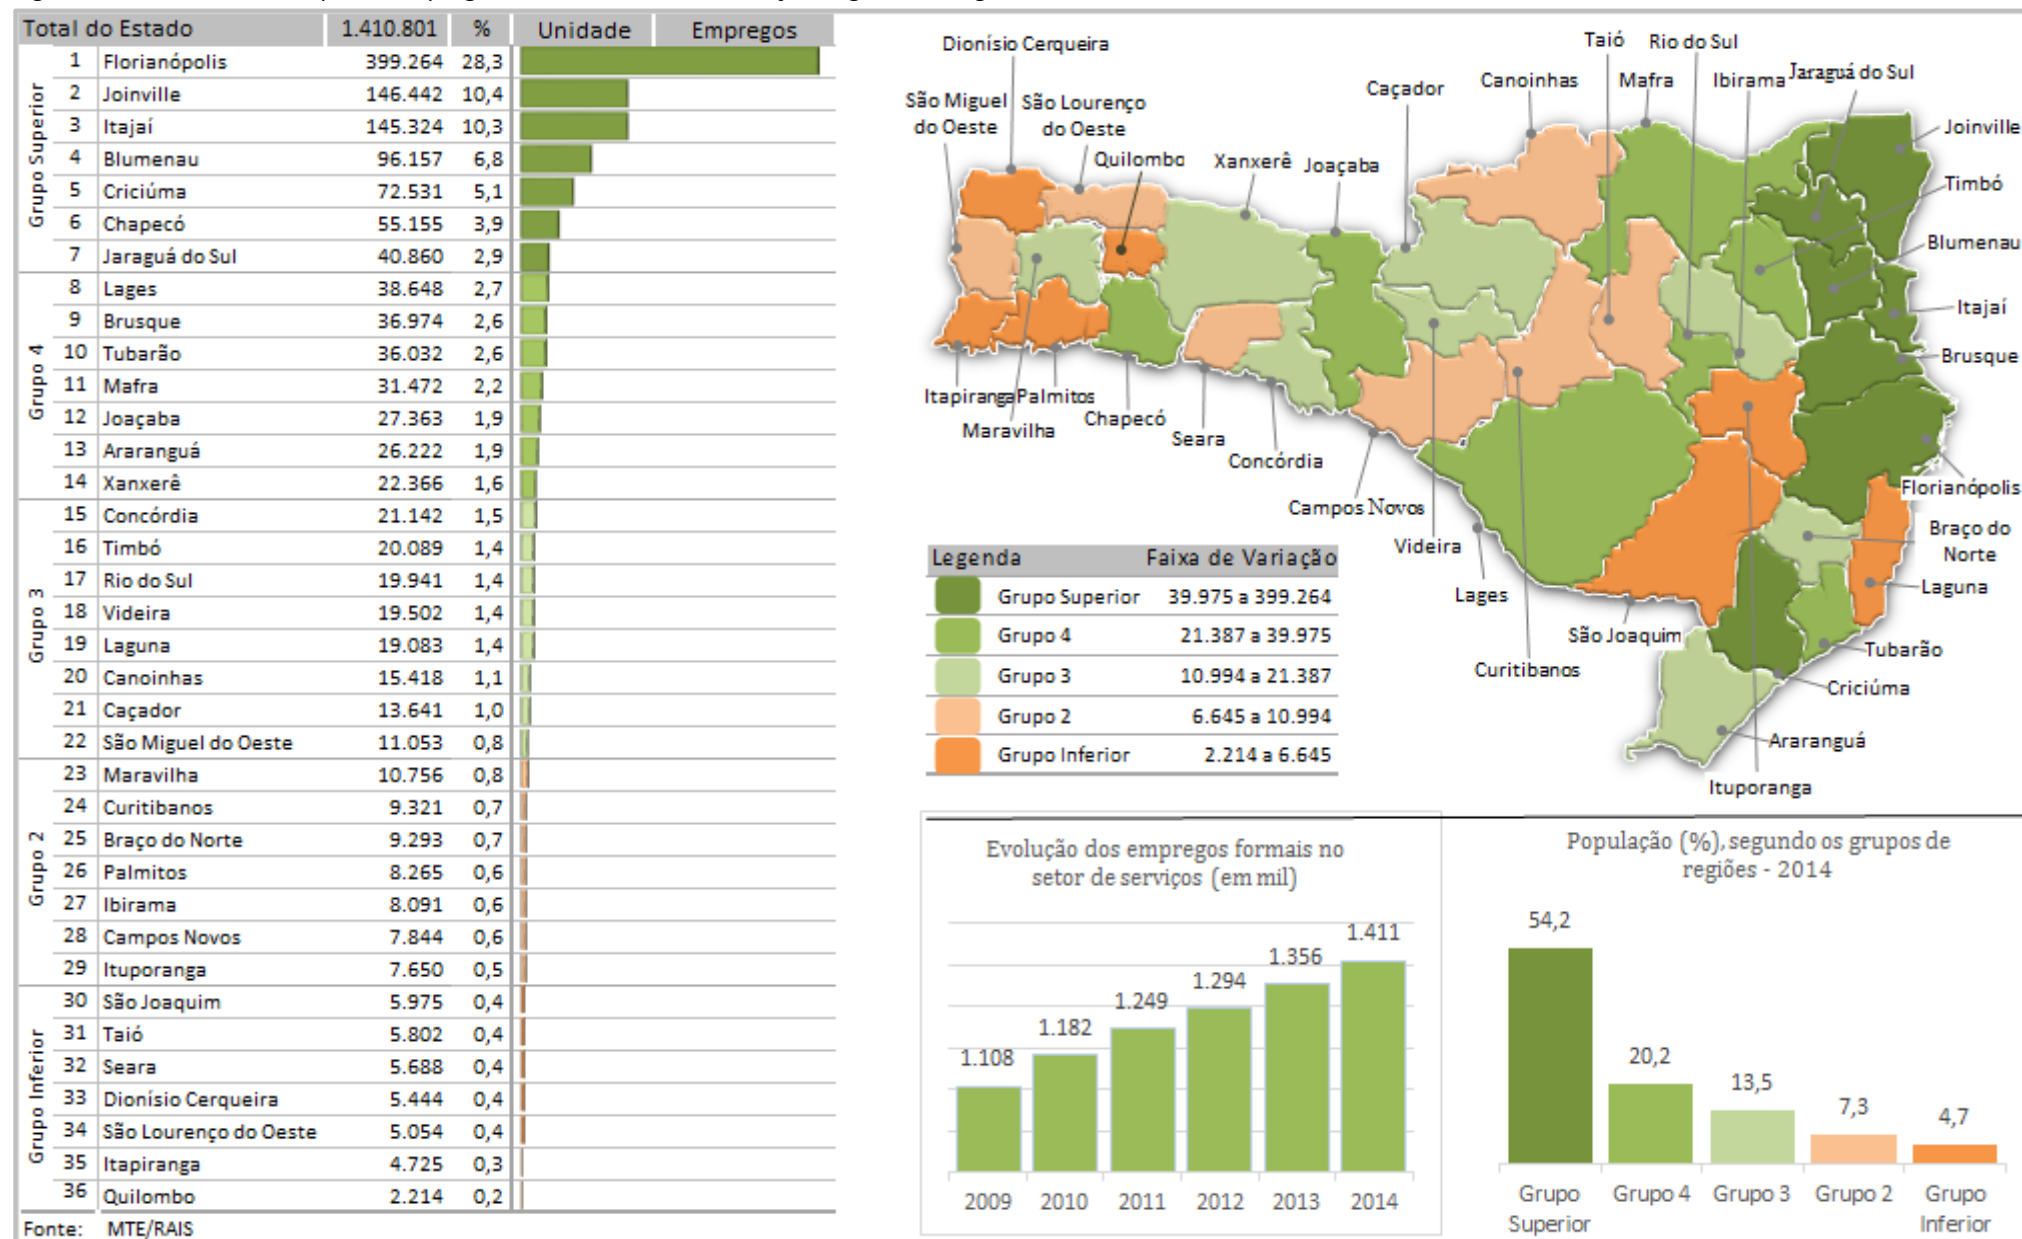 Total do Estado 1.410.801 % Unidade Empregos
Grupo Superior
1 Florianópolis 399.264 28,3
2 Joinville 146.442 10,4
3 Itajaí 145.324 10,3
4 Blumenau 96.157 6,8
5 Criciúma 72.531 5,1
6 Chapecó 55.155 3,9
7 Jaraguá do Sul 40.860 2,9
Grupo 4
8 Lages 38.648 2,7
9 Brusque 36.974 2,6
10 Tubarão 36.032 2,6
11 Mafra 31.472 2,2
12 Joaçaba 27.363 1,9
13 Araranguá 26.222 1,9
14 Xanxerê 22.366 1,6
Grupo 3
15 Concórdia 21.142 1,5
16 Timbó 20.089 1,4
17 Rio do Sul 19.941 1,4
18 Videira 19.502 1,4
19 Laguna 19.083 1,4
20 Canoinhas 15.418 1,1
21 Caçador 13.641 1,0
22 São Miguel do Oeste 11.053 0,8
Grupo 2
23 Maravilha 10.756 0,8
24 Curitibanos 9.321 0,7
25 Braço do Norte 9.293 0,7
26 Palmitos 8.265 0,6
27 Ibirama 8.091 0,6
28 Campos Novos 7.844 0,6
29 Ituporanga 7.650 0,5
Grupo Inferior
30 São Joaquim 5.975 0,4
31 Taió 5.802 0,4
32 Seara 5.688 0,4
33 Dionísio Cerqueira 5.444 0,4
34 São Lourenço do Oeste 5.054 0,4
35 Itapiranga 4.725 0,3
36 Quilombo 2.214 0,2
Fonte: MTE/RAIS
Dionísio Cerqueira
Taió
Rio do Sul
Canoinhas
Mafra
Ibirama
Jaraguá do Sul
Caçador
São Miguel
do Oeste
São Lourenço
do Oeste
Joinville
Quilombo
Xanxerê
Joaçaba
Timbó
Blumenau
Itajaí
Brusque
Itapiranga
Palmitos
Maravilha
Chapecó
Seara
Concórdia
Campos Novos
Videira
Lages
Florianópolis
Braço do
Norte
Laguna
São Joaquim
Curitibanos
Tubarão
Criciúma
Araranguá
Ituporanga
Legenda Faixa de Variação
Grupo Superior 39.975 a 399.264
Grupo 4 21.387 a 39.975
Grupo 3 10.994 a 21.387
Grupo 2 6.645 a 10.994
Grupo Inferior 2.214 a 6.645
Evolução dos empregos formais no
setor de serviços (em mil)
1.108 1.182 1.249 1.294 1.356 1.411
2009 2010 2011 2012 2013 2014
População (%), segundo os grupos de
regiões - 2014
54,2 20,2 13,5 7,3 4,7
Grupo Grupo 4 Grupo 3 Grupo 2 Grupo
Superior Inferior